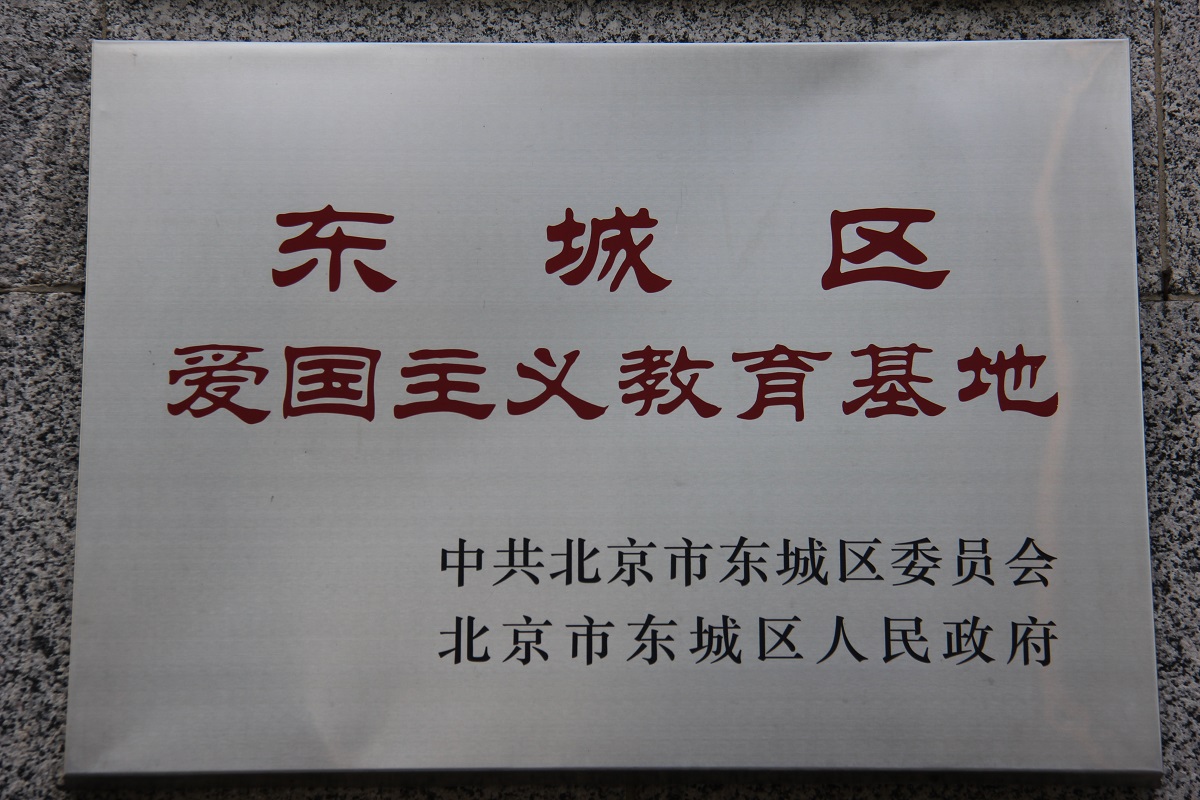 东城区
爱国主义教育基地
中共北京市东城区委员会
北京市东城区人民政府